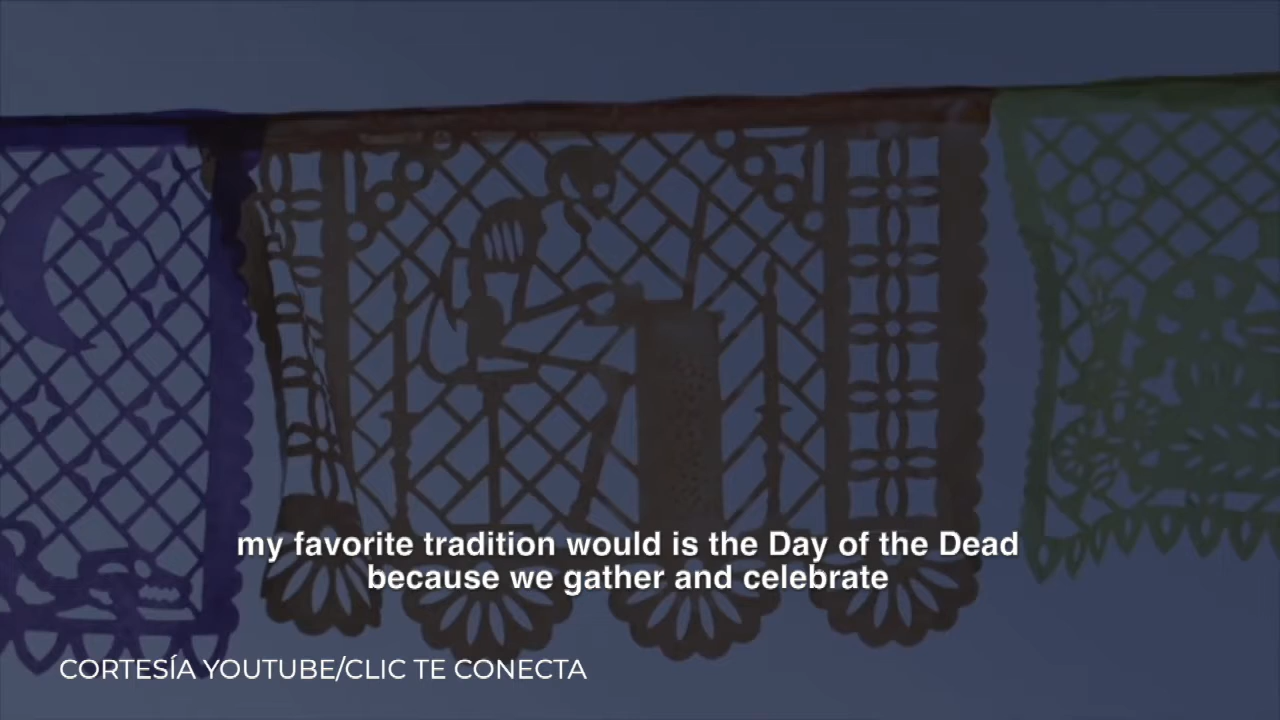 my favorite tradition would is the Day of the Dead
because we gather and celebrate
CORTESÍA YOUTUBE/CLIC TE CONECTA